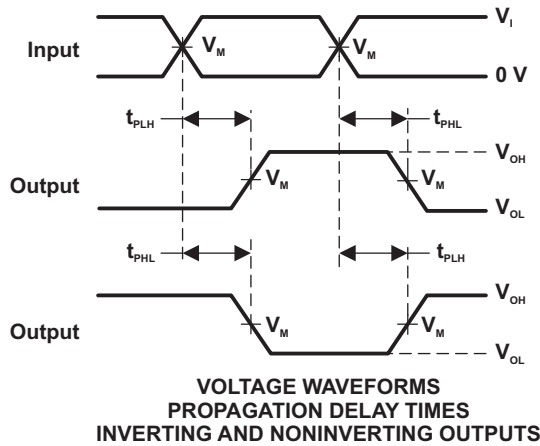 Input
V_M
V_M
V_I
0 V
t_PLH
t_PHL
Output
V_M
V_M
V_OH
V_OL
t_PHL
t_PLH
Output
V_M
V_M
V_OH
V_OL
VOLTAGE WAVEFORMS
PROPAGATION DELAY TIMES
INVERTING AND NONINVERTING OUTPUTS